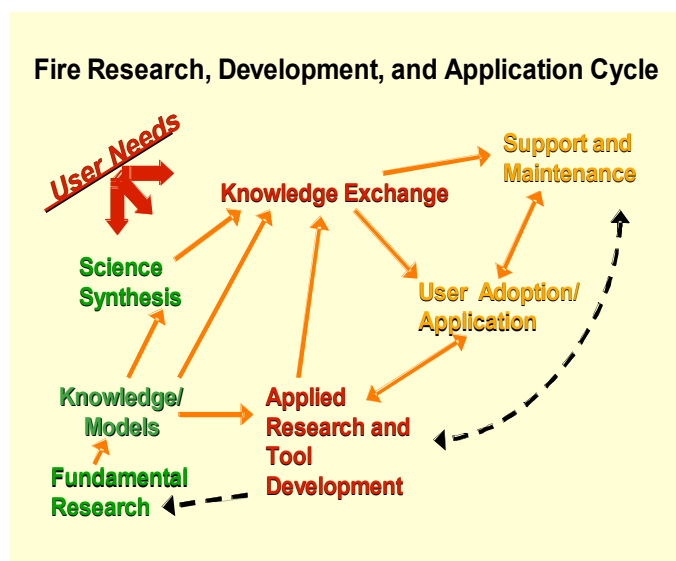 Fire Research, Development, and Application Cycle
User Needs
Support and
Maintenance
Knowledge Exchange
Science
Synthesis
User Adoption/
Application
Knowledge/
Models
Applied
Research and
Tool
Development
Fundamental
Research